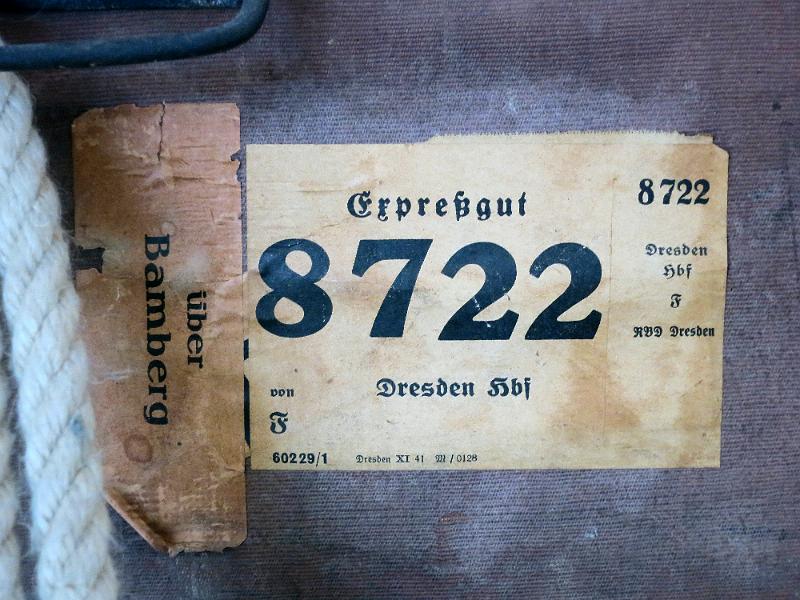 über
Bamberg
Expreßgut
8722
von
F
Dresden Hbf
60229/1 Dresden XI 41 M / 0128
8722
Dresden
Hbf
F
RBD Dresden